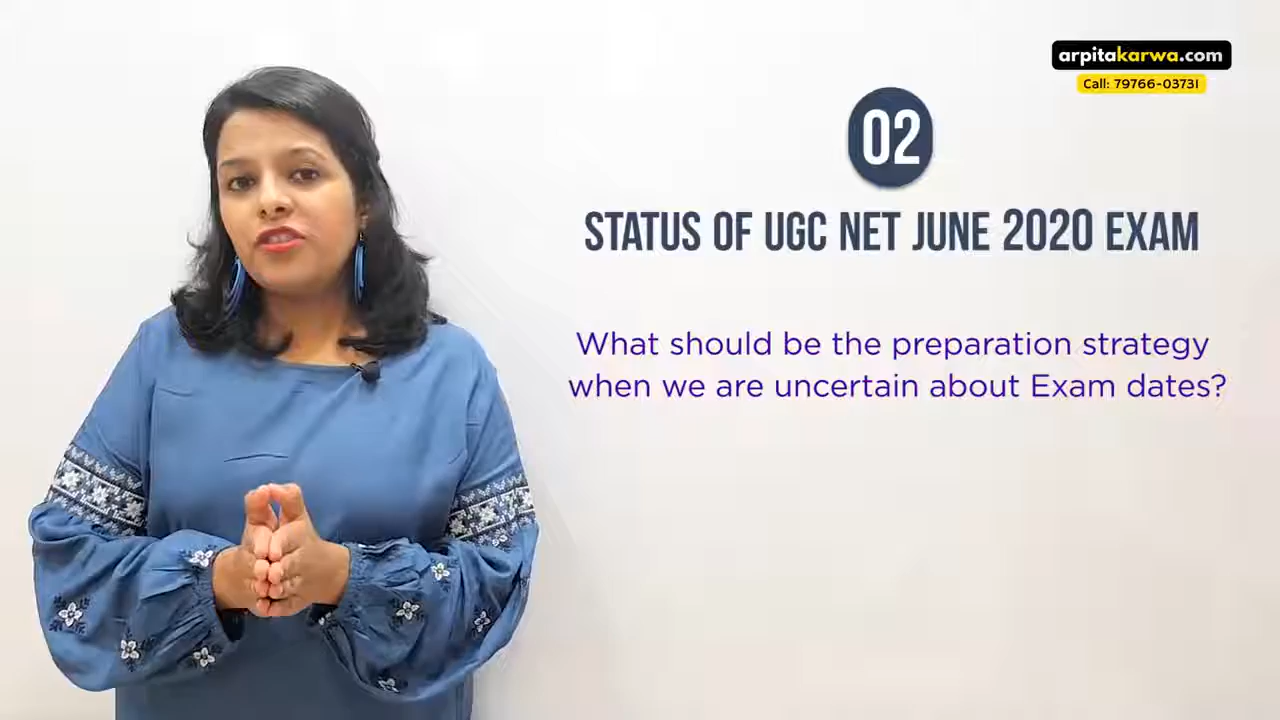 arpitakarwa.com
Call: 79766-03731
02
STATUS OF UGC NET JUNE 2020 EXAM
What should be the preparation strategy
when we are uncertain about Exam dates?